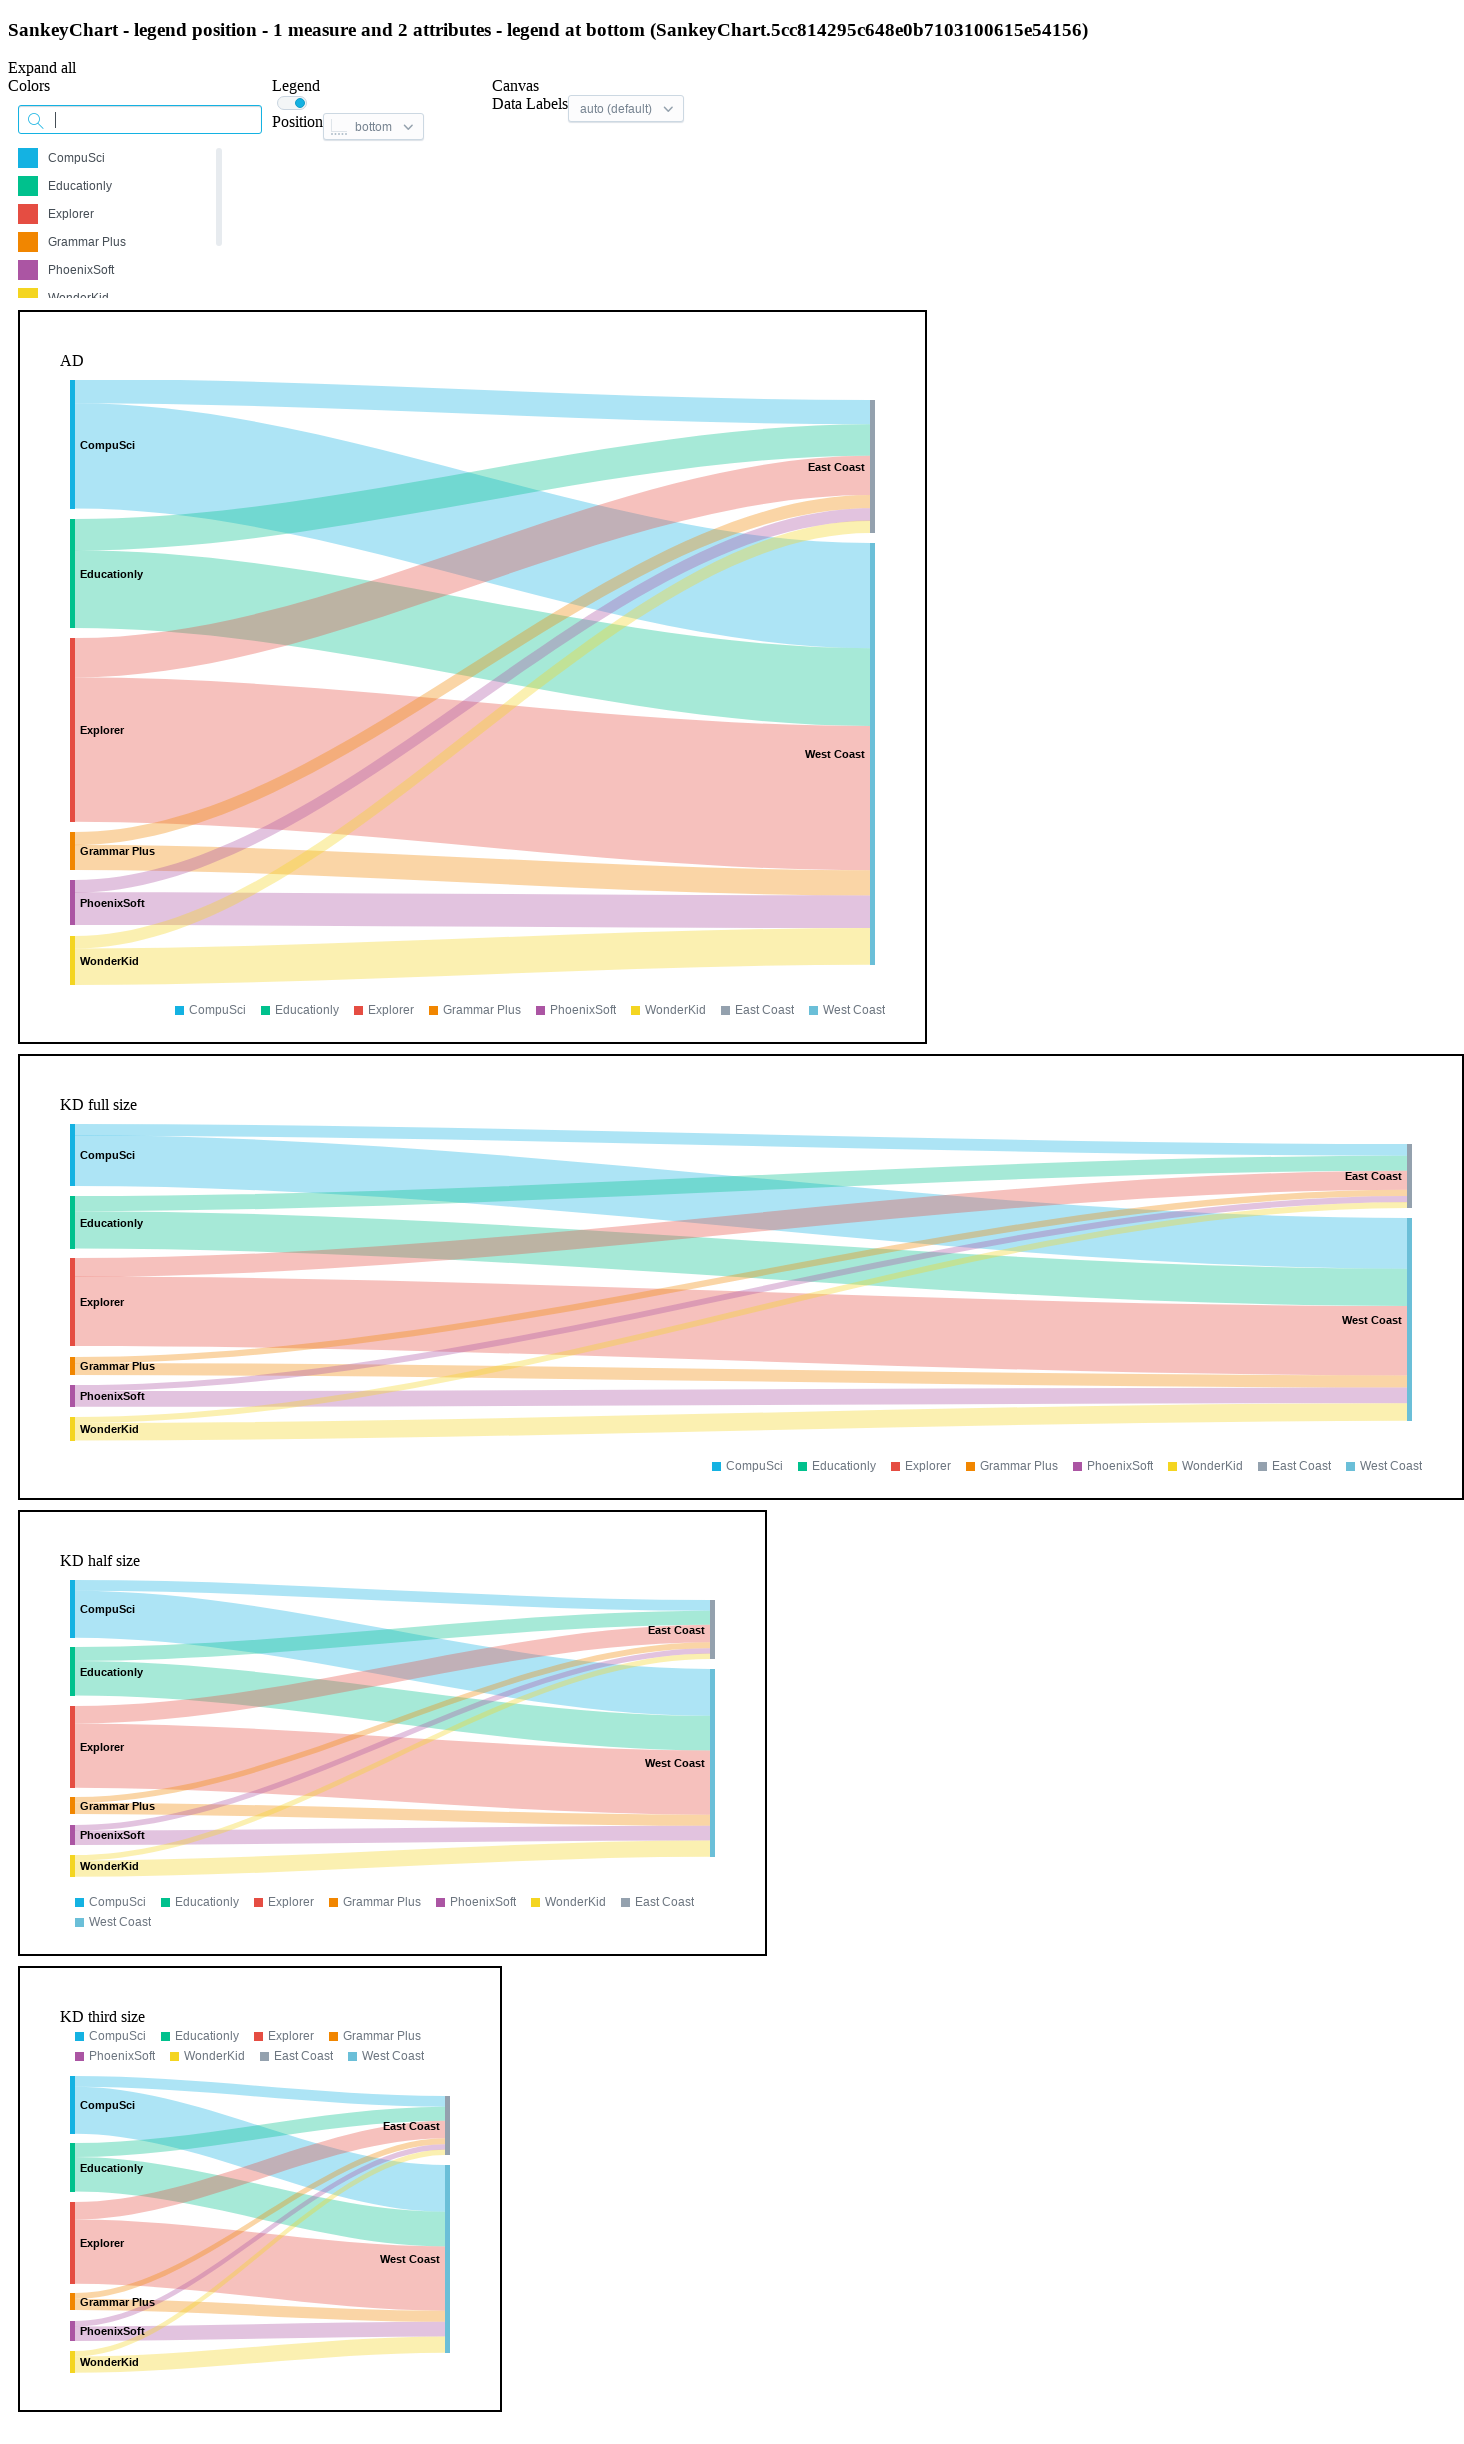 SankeyChart - legend position - 1 measure and 2 attributes - legend at bottom (SankeyChart.5cc814295c648e0b7103100615e54156)
Expand all
Colors
CompuSci
Educationly
Explorer
Grammar Plus
PhoenixSoft
WonderKid
Legend
Position bottom
Canvas
Data Labels auto (default)
AD
CompuSci
East Coast
Educationly
Explorer
West Coast
Grammar Plus
PhoenixSoft
WonderKid
CompuSci Educationly Explorer Grammar Plus PhoenixSoft WonderKid East Coast West Coast
KD full size
CompuSci
East Coast
Educationly
Explorer
West Coast
Grammar Plus
PhoenixSoft
WonderKid
CompuSci Educationly Explorer Grammar Plus PhoenixSoft WonderKid East Coast West Coast
KD half size
CompuSci
East Coast
Educationly
Explorer
West Coast
Grammar Plus
PhoenixSoft
WonderKid
CompuSci Educationly Explorer Grammar Plus PhoenixSoft WonderKid East Coast
West Coast
KD third size
CompuSci Educationly Explorer Grammar Plus
PhoenixSoft WonderKid East Coast West Coast
CompuSci
East Coast
Educationly
Explorer
West Coast
Grammar Plus
PhoenixSoft
WonderKid